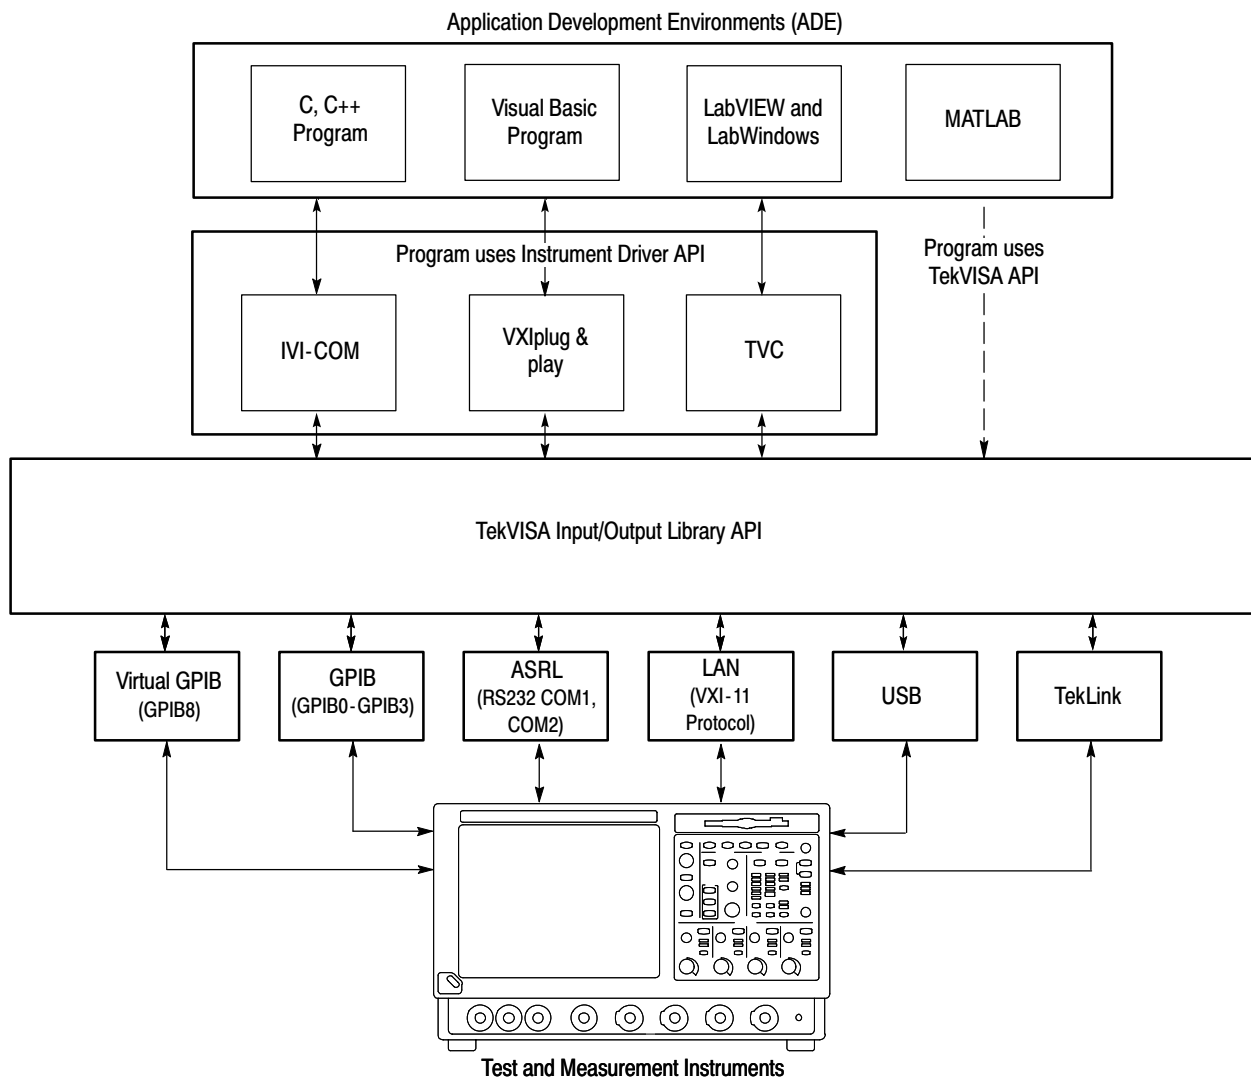 Application Development Environments (ADE)
C, C++
Program
Visual Basic
Program
LabVIEW and
LabWindows
MATLAB
Program uses Instrument Driver API
Program uses
TekVISA API
IVI-COM
VXIplug &
play
TVC
TekVISA Input/Output Library API
Virtual GPIB
(GPIB8)
GPIB
(GPIB0-GPIB3)
ASRL
(RS232 COM1,
COM2)
LAN
(VXI-11
Protocol)
USB
TekLink
Test and Measurement Instruments